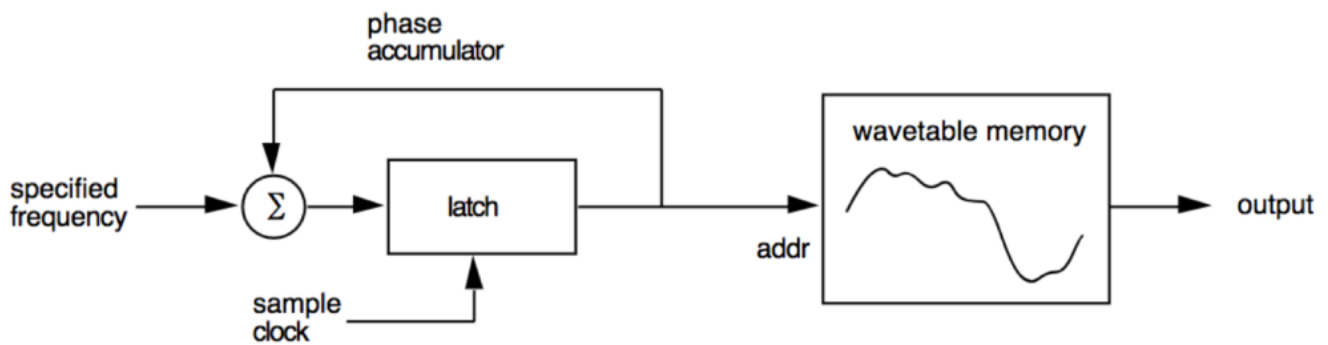 phase
accumulator
wavetable memory
specified
frequency
Σ
latch
output
addr
sample
clock